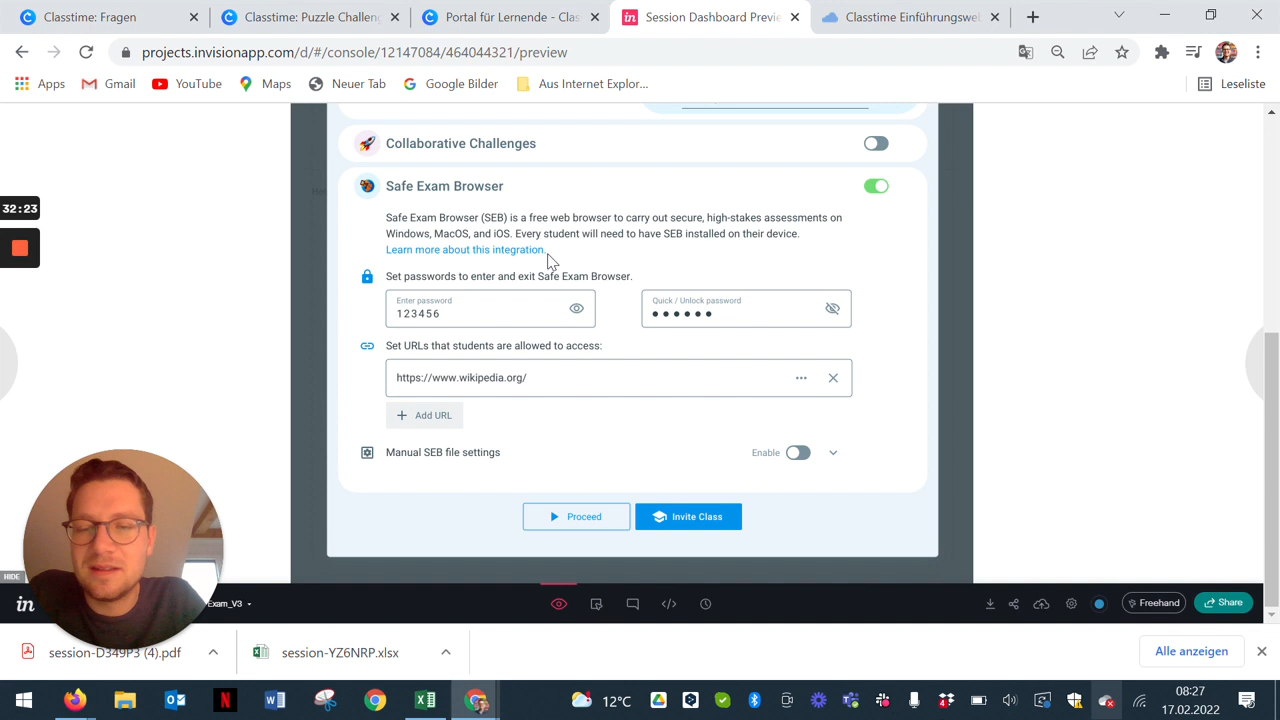 Classtime: Fragen
Classtime: Puzzle Challeng
Portal für Lernende - Clas
in Session Dashboard Previe
Classtime Einführungswel
projects.invisionapp.com/d/#/console/12147084/464044321/preview
Apps
Gmail
YouTube
Maps
Neuer Tab
Google Bilder
Aus Internet Explor...
Leseliste
Collaborative Challenges
32:23
Safe Exam Browser
Safe Exam Browser (SEB) is a free web browser to carry out secure, high-stakes assessments on
Windows, MacOS, and iOS. Every student will need to have SEB installed on their device.
Learn more about this integration.
Set passwords to enter and exit Safe Exam Browser.
Enter password
123456
Quick / Unlock password
Set URLs that students are allowed to access:
https://www.wikipedia.org/
+ Add URL
Manual SEB file settings
Enable
Proceed
Invite Class
HIDE
in
Exam_V3
Freehand
Share
session-D349P3 (4).pdf
session-YZ6NRP.xlsx
Alle anzeigen
12°C
08:27
17.02.2022